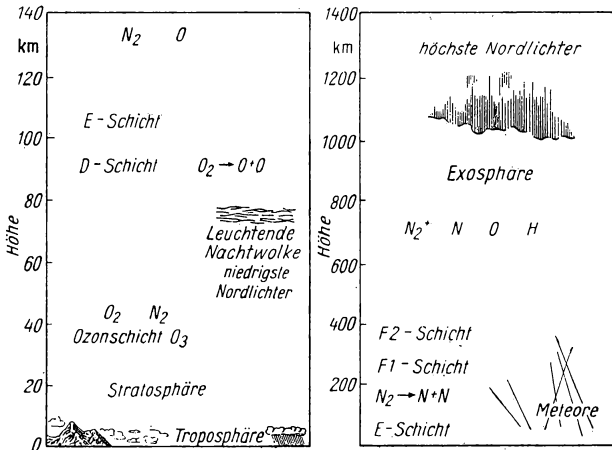 140
km
120
100
80
60
40
20
0
Höhe
N₂ O
E-Schicht
D-Schicht O₂→O+O
Leuchtende
Nachtwolke
niedrigste
Nordlichter
O₂ N₂
Ozonschicht O₃
Stratosphäre
Troposphäre
1400
km
1200
1000
800
600
400
200
Höhe
höchste Nordlichter
Exosphäre
N₂⁺ N O H
F2-Schicht
F1-Schicht
N₂→N+N
Meteore
E-Schicht